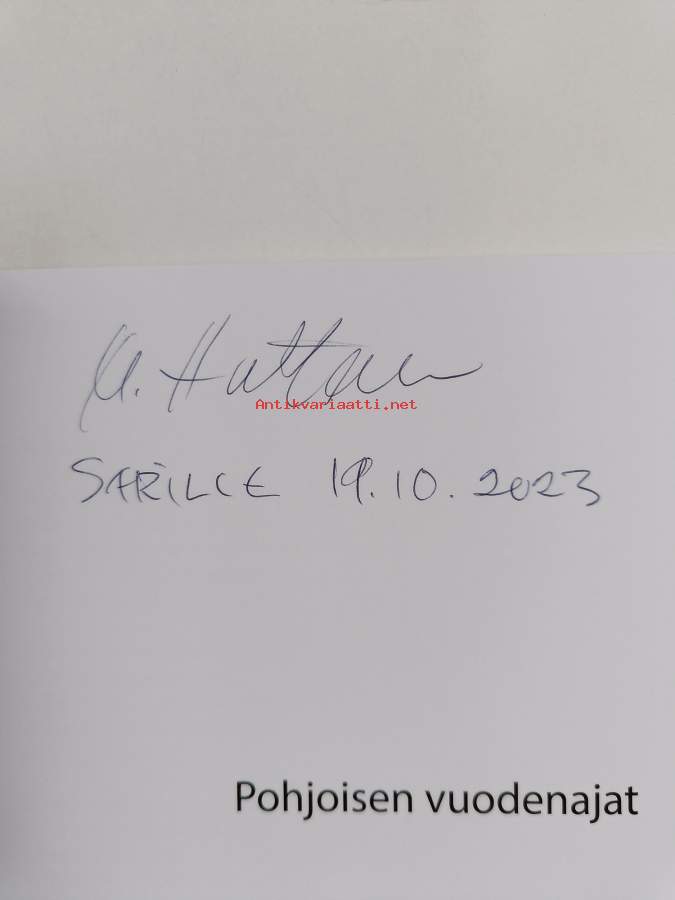 Antikvariaatti.net
SARILLE 19.10.2023
Pohjoisen vuodenajat